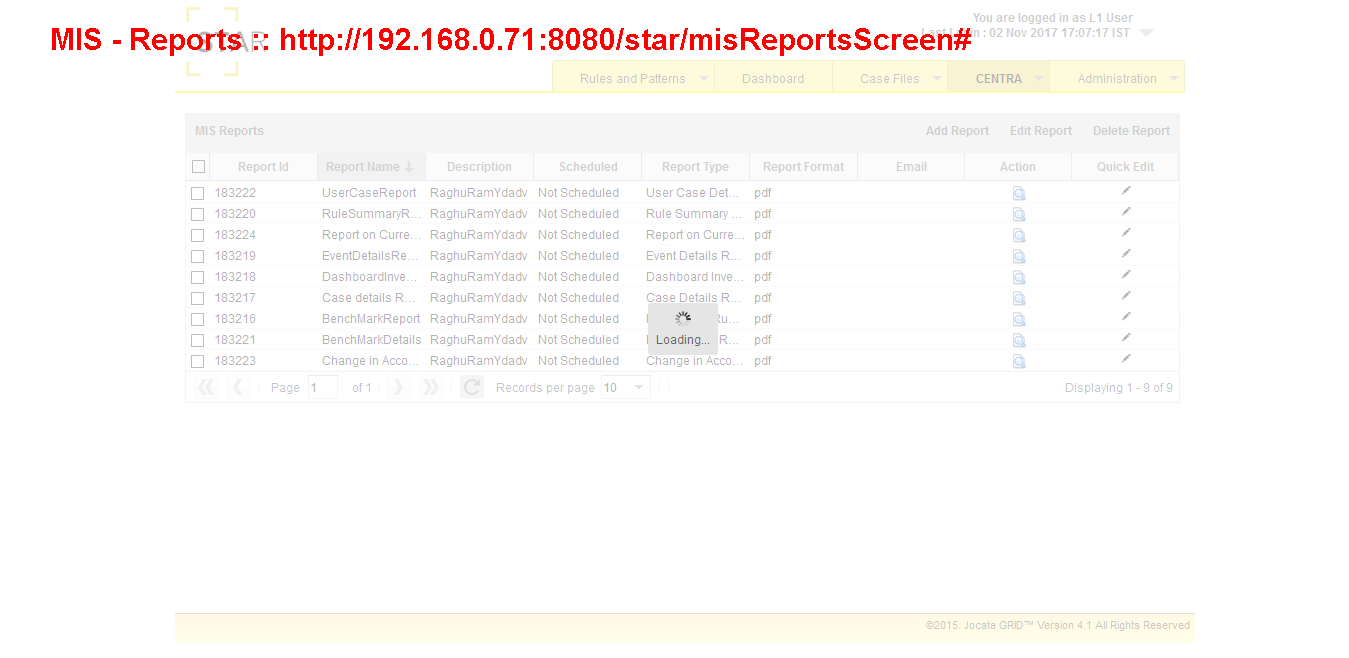 You are logged in as L1 User
MIS - Reports :: http://192.168.0.71:8080/star/misReportsScreen#
STAR
: 02 Nov 2017 17:07:17 IST
Rules and Patterns Dashboard Case Files CENTRA Administration
MIS Reports Add Report Edit Report Delete Report
Report Id Report Name Description Scheduled Report Type Report Format Email Action Quick Edit
183222 UserCaseReport RaghuRamYdadv Not Scheduled User Case Det... pdf
183220 RuleSummaryR... RaghuRamYdadv Not Scheduled Rule Summary ... pdf
183224 Report on Curre... RaghuRamYdadv Not Scheduled Report on Curre... pdf
183219 EventDetailsRe... RaghuRamYdadv Not Scheduled Event Details R... pdf
183218 DashboardInve... RaghuRamYdadv Not Scheduled Dashboard Inve... pdf
183217 Case details R... RaghuRamYdadv Not Scheduled Case Details R... pdf
183216 BenchMarkReport RaghuRamYdadv Not Scheduled pdf
Loading...
183221 BenchMarkDetails RaghuRamYdadv Not Scheduled R... pdf
183223 Change in Acco... RaghuRamYdadv Not Scheduled Change in Acco... pdf
Page 1 of 1 Records per page 10 Displaying 1 - 9 of 9
©2015. Jocata GRID™ Version 4.1 All Rights Reserved